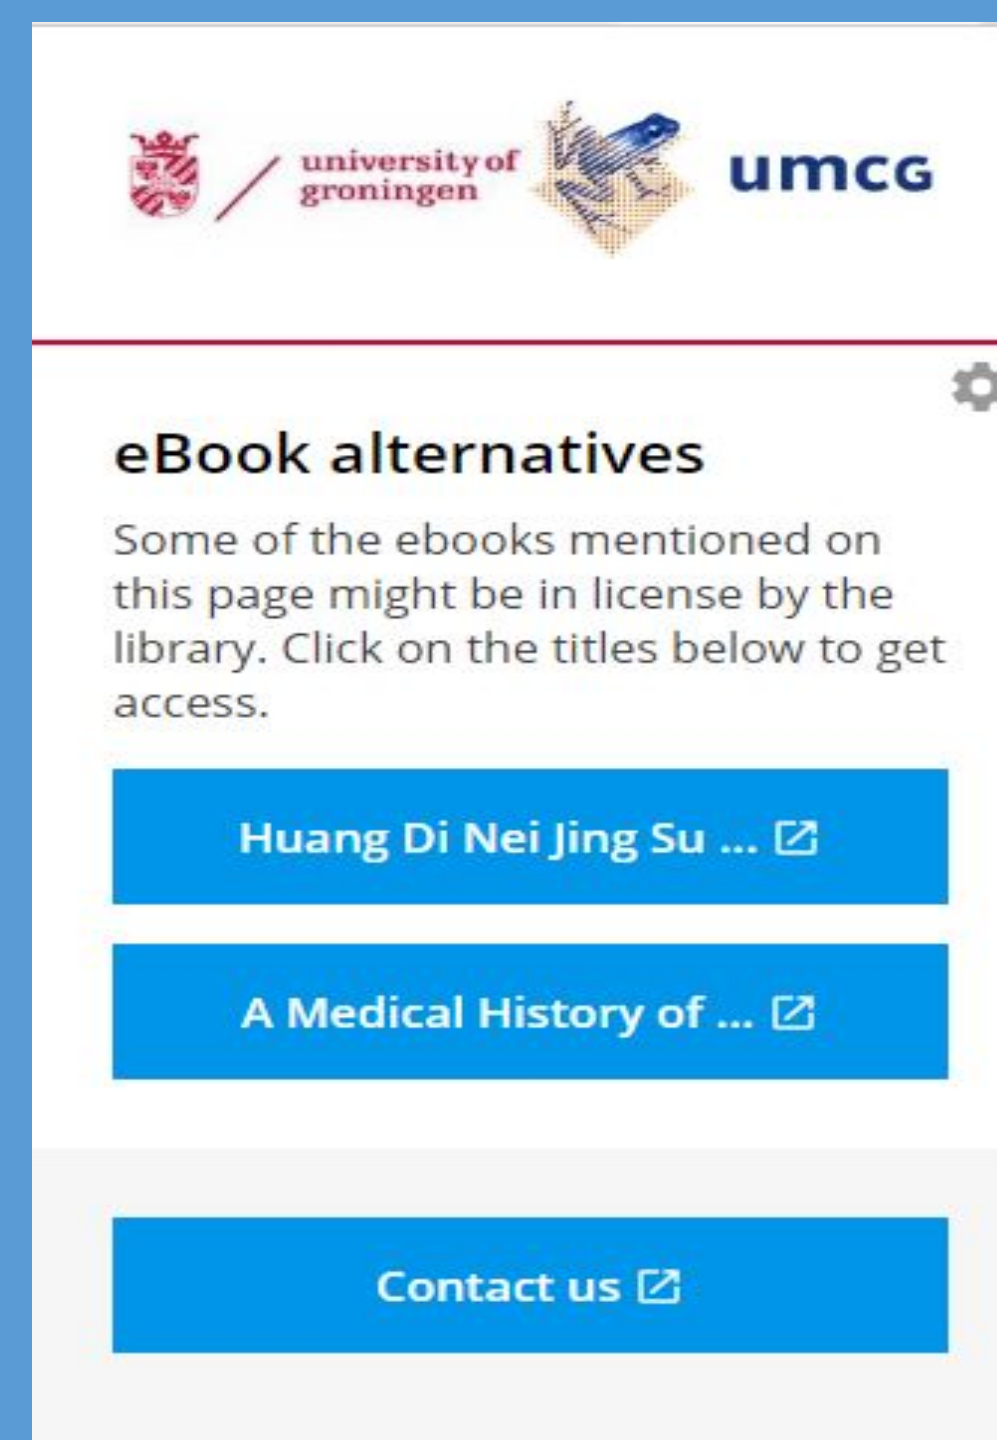 university of
groningen
umcg
eBook alternatives
Some of the ebooks mentioned on
this page might be in license by the
library. Click on the titles below to get
access.
Huang Di Nei Jing Su ...
A Medical History of ...
Contact us